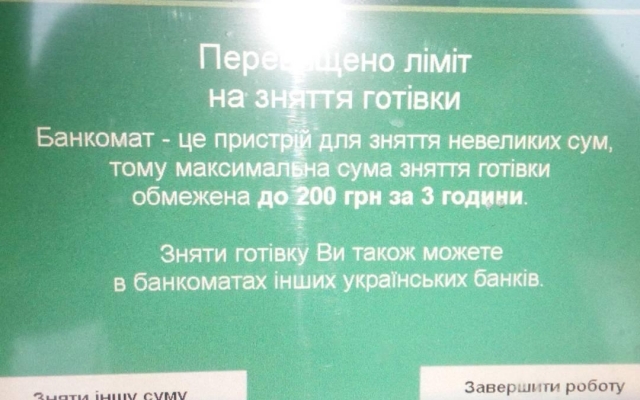 Перевищено ліміт
на зняття готівки
Банкомат - це пристрій для зняття невеликих сум,
тому максимальна сума зняття готівки
обмежена до 200 грн за 3 години.
Зняти готівку Ви також можете
в банкоматах інших українських банків.
Зняти іншу суму
Завершити роботу